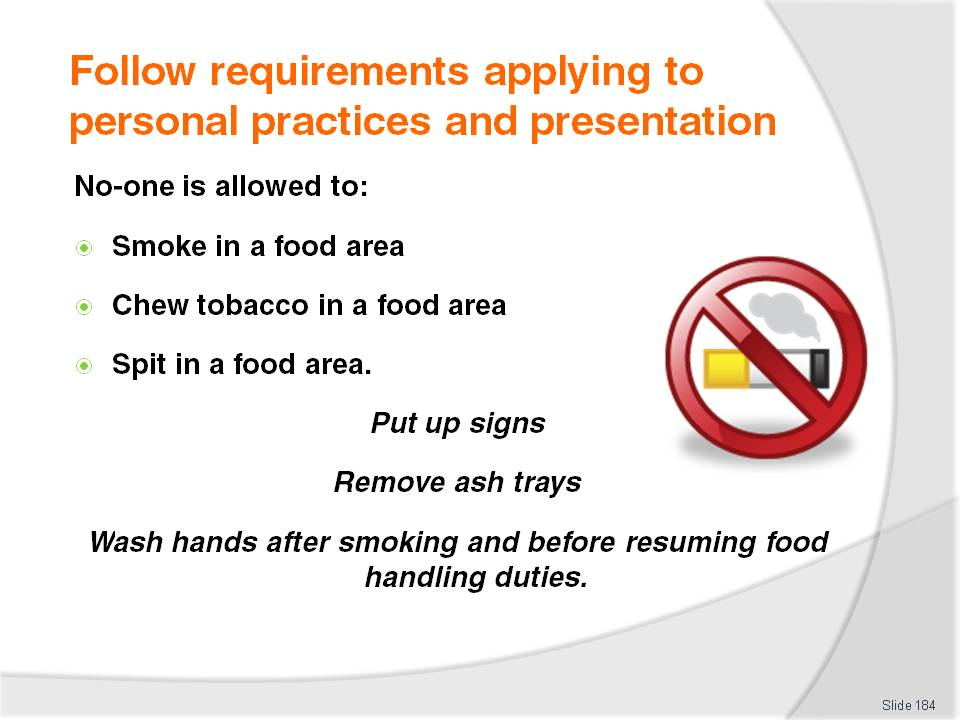 Follow requirements applying to
personal practices and presentation
No-one is allowed to:
Smoke in a food area
Chew tobacco in a food area
Spit in a food area.
Put up signs
Remove ash trays
Wash hands after smoking and before resuming food
handling duties.
Slide 184